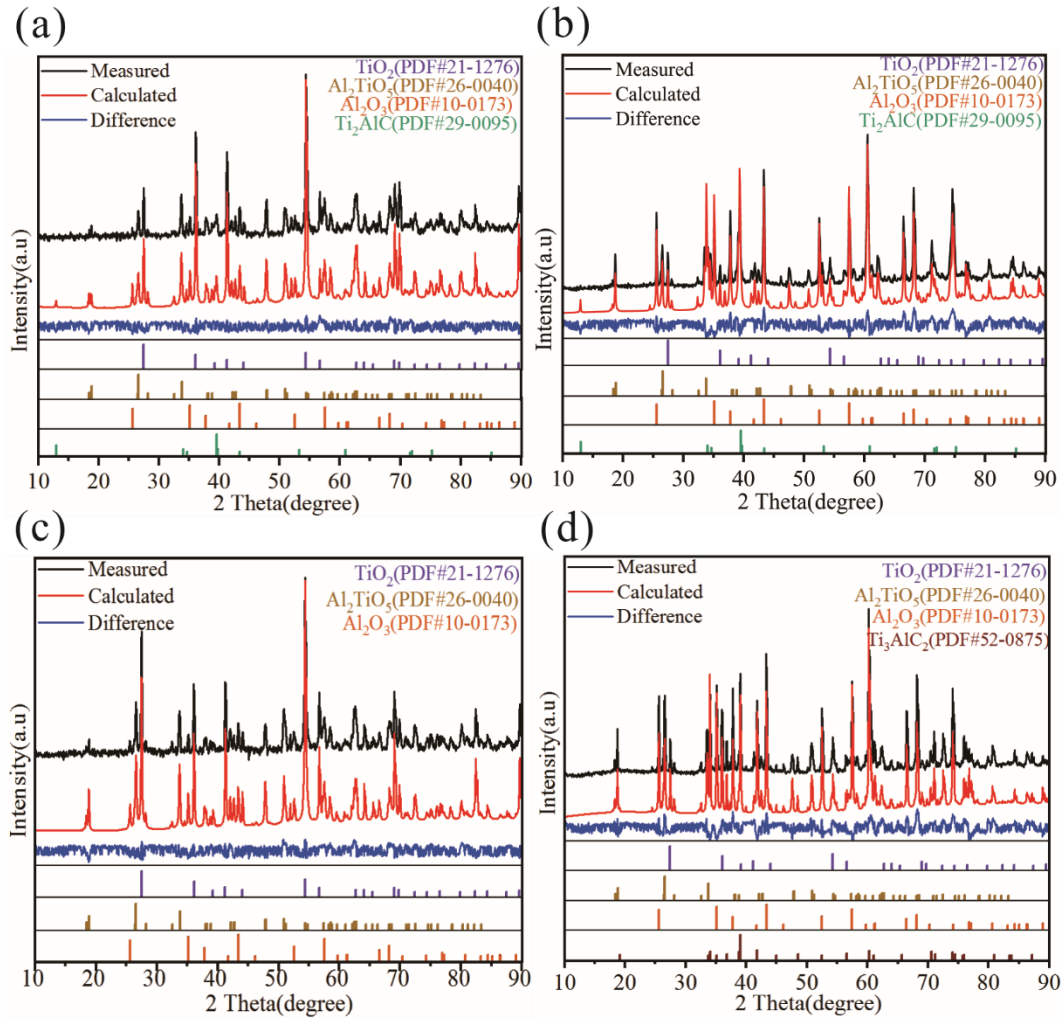 (a)
Measured
Calculated
Difference
TiO₂(PDF#21-1276)
Al₂TiO₅(PDF#26-0040)
Al₂O₃(PDF#10-0173)
Ti₂AlC(PDF#29-0095)
Intensity(a.u)
10 20 30 40 50 60 70 80 90
2 Theta(degree)
(b)
Measured
Calculated
Difference
TiO₂(PDF#21-1276)
Al₂TiO₅(PDF#26-0040)
Al₂O₃(PDF#10-0173)
Ti₂AlC(PDF#29-0095)
Intensity(a.u)
10 20 30 40 50 60 70 80 90
2 Theta(degree)
(c)
Measured
Calculated
Difference
TiO₂(PDF#21-1276)
Al₂TiO₅(PDF#26-0040)
Al₂O₃(PDF#10-0173)
Intensity(a.u)
10 20 30 40 50 60 70 80 90
2 Theta(degree)
(d)
Measured
Calculated
Difference
TiO₂(PDF#21-1276)
Al₂TiO₅(PDF#26-0040)
Al₂O₃(PDF#10-0173)
Ti₃AlC₂(PDF#52-0875)
Intensity(a.u)
10 20 30 40 50 60 70 80 90
2 Theta(degree)